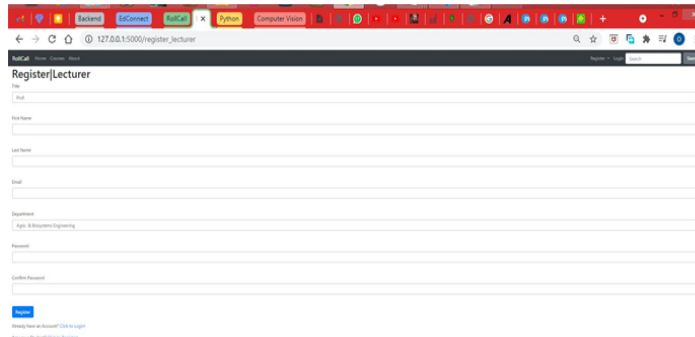 Backend EdConnect RollCall Python Computer Vision
127.0.0.1:5000/register_lecturer
RollCall Home Courses About Register Login Search
Register|Lecturer
Title
Prof.
First Name
Last Name
Email
Department
Agric. & Biosystems Engineering
Password
Confirm Password
Register
Already have an Account? Click to Login!